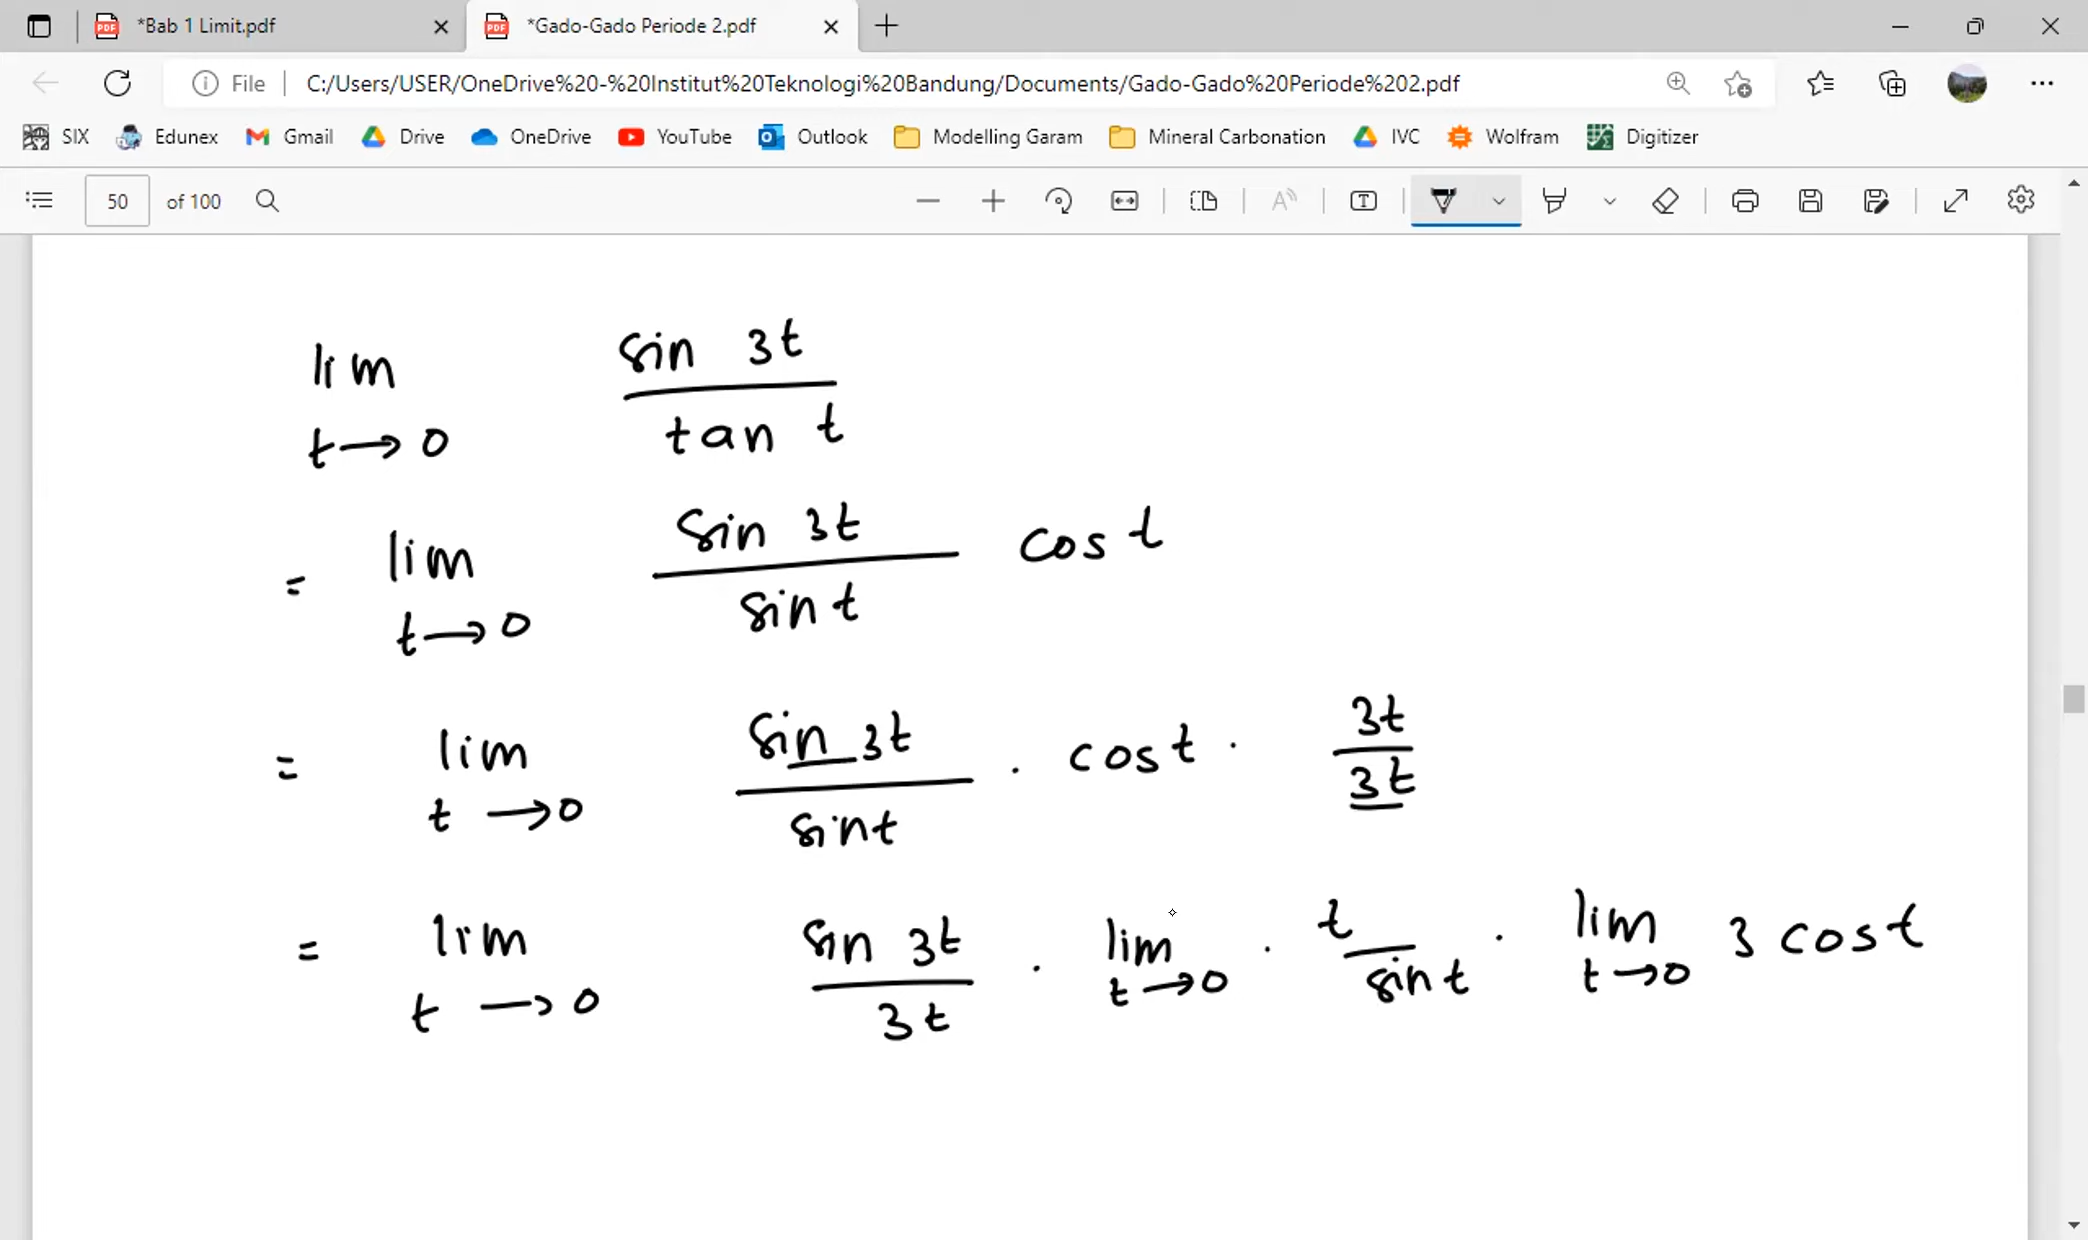 *Bab 1 Limit.pdf *Gado-Gado Periode 2.pdf
File C:/Users/USER/OneDrive%20-%20Institut%20Teknologi%20Bandung/Documents/Gado-Gado%20Periode%202.pdf
SIX Edunex Gmail Drive OneDrive YouTube Outlook Modelling Garam Mineral Carbonation IVC Wolfram Digitizer
50 of 100
lim sin 3t
t → 0 tan t
= lim sin 3t cos t
t → 0 sin t
= lim sin 3t . cos t . 3t
t → 0 sin t 3t
= lim sin 3t . lim . t . lim 3 cos t
t → 0 3t t → 0 sin t t → 0